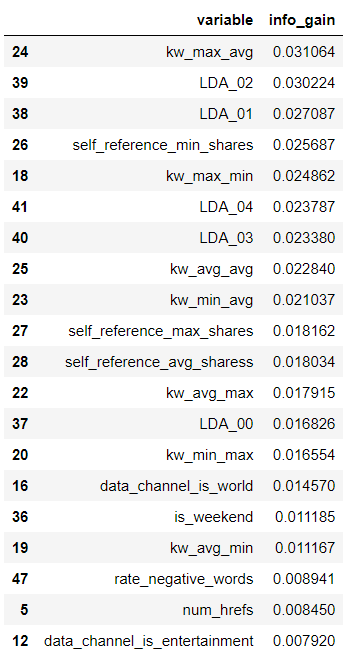 variable info_gain
24 kw_max_avg 0.031064
39 LDA_02 0.030224
38 LDA_01 0.027087
26 self_reference_min_shares 0.025687
18 kw_max_min 0.024862
41 LDA_04 0.023787
40 LDA_03 0.023380
25 kw_avg_avg 0.022840
23 kw_min_avg 0.021037
27 self_reference_max_shares 0.018162
28 self_reference_avg_sharess 0.018034
22 kw_avg_max 0.017915
37 LDA_00 0.016826
20 kw_min_max 0.016554
16 data_channel_is_world 0.014570
36 is_weekend 0.011185
19 kw_avg_min 0.011167
47 rate_negative_words 0.008941
5 num_hrefs 0.008450
12 data_channel_is_entertainment 0.007920